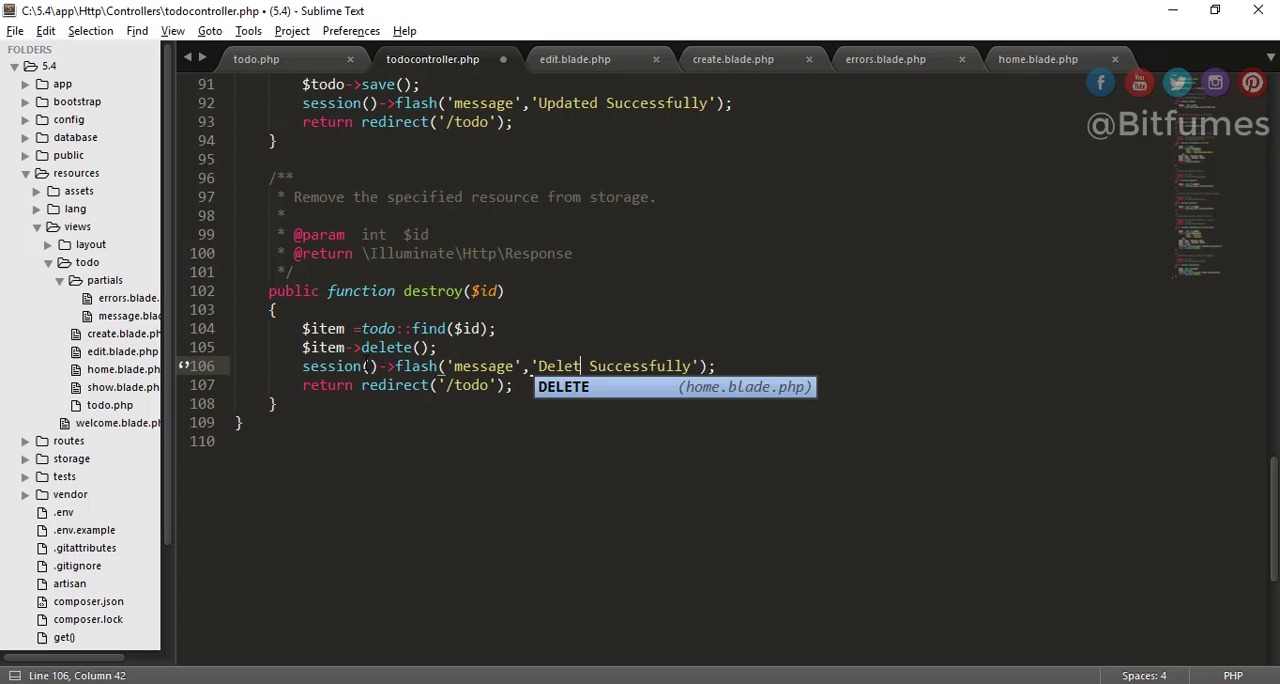 C:\5.4\app\Http\Controllers\todocontroller.php • (5.4) - Sublime Text
File Edit Selection Find View Goto Tools Project Preferences Help
FOLDERS
5.4
app
bootstrap
config
database
public
resources
assets
lang
views
layout
todo
partials
errors.blade.
message.blad
create.blade.ph
edit.blade.php
home.blade.ph
show.blade.php
todo.php
welcome.blade.ph
routes
storage
tests
vendor
.env
.env.example
.gitattributes
.gitignore
artisan
composer.json
composer.lock
get()
todo.php × todocontroller.php • edit.blade.php × create.blade.php × errors.blade.php × home.blade.php ×
@Bitfumes
91 $todo->save();
92 session()->flash('message','Updated Successfully');
93 return redirect('/todo');
94 }
95
96 /**
97 * Remove the specified resource from storage.
98 *
99 * @param  int  $id
100 * @return \Illuminate\Http\Response
101 */
102 public function destroy($id)
103 {
104 $item =todo::find($id);
105 $item->delete();
106 session()->flash('message','Delet Successfully');
107 return redirect('/todo');
DELETE (home.blade.php)
108 }
109 }
110
Line 106, Column 42 Spaces: 4 PHP